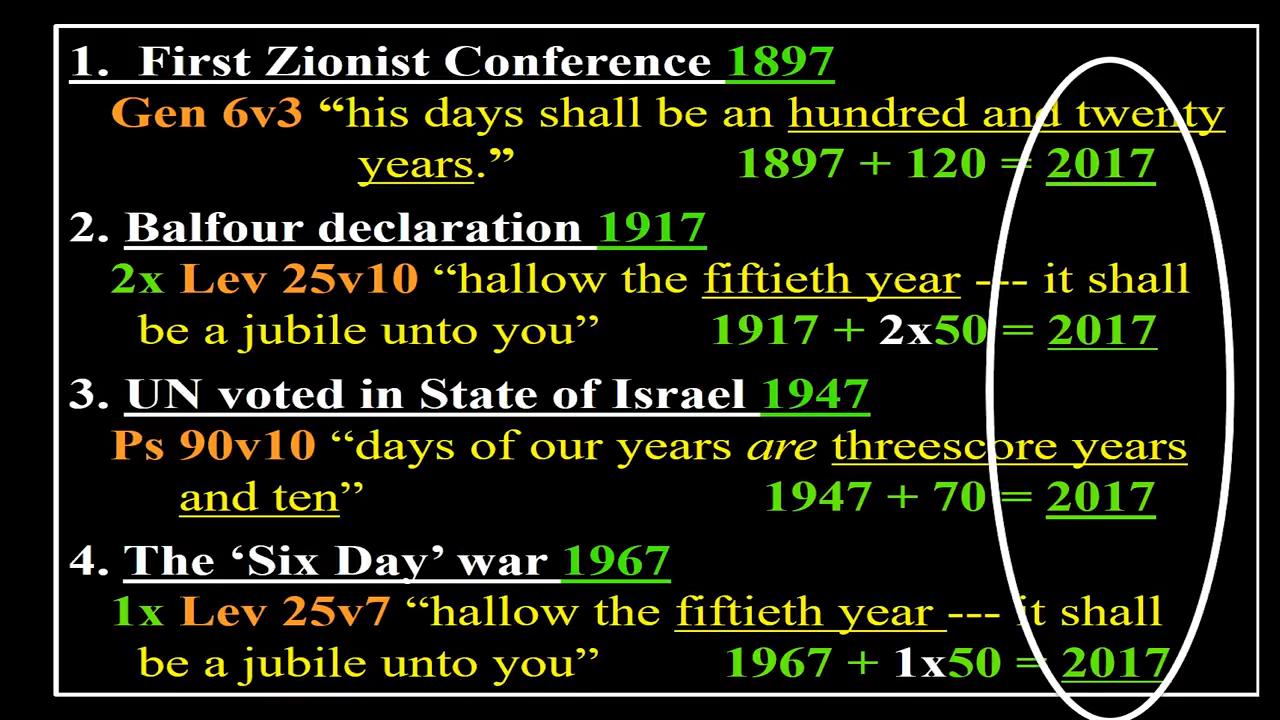 1. First Zionist Conference 1897
Gen 6v3 “his days shall be an hundred and twenty
years.” 1897 + 120 = 2017
2. Balfour declaration 1917
2x Lev 25v10 “hallow the fiftieth year --- it shall
be a jubile unto you” 1917 + 2x50 = 2017
3. UN voted in State of Israel 1947
Ps 90v10 “days of our years are threescore years
and ten” 1947 + 70 = 2017
4. The ‘Six Day’ war 1967
1x Lev 25v7 “hallow the fiftieth year --- it shall
be a jubile unto you” 1967 + 1x50 = 2017